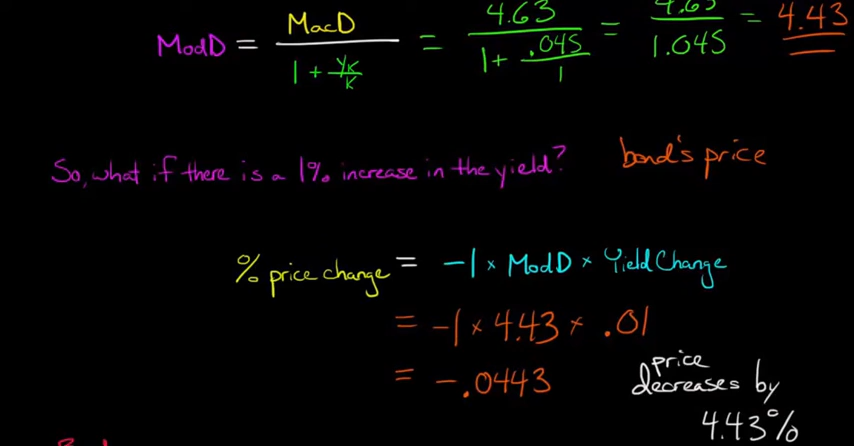 ModD = MacD / 1 + yk/k = 4.63 / 1 + .045/1 = 4.63 / 1.045 = 4.43
So, what if there is a 1% increase in the yield? bond's price
% price change = -1 × ModD × Yield Change
= -1 × 4.43 × .01
= -.0443
price
decreases by
4.43%